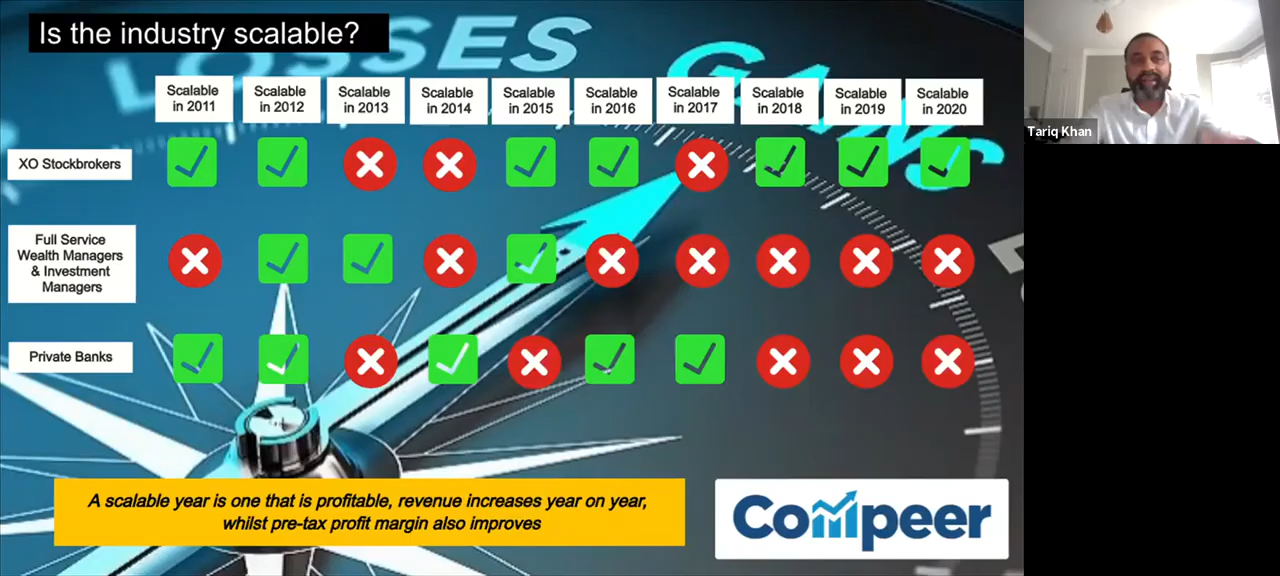 Is the industry scalable?
LOSSES
GAINS
Scalable in 2011
Scalable in 2012
Scalable in 2013
Scalable in 2014
Scalable in 2015
Scalable in 2016
Scalable in 2017
Scalable in 2018
Scalable in 2019
Scalable in 2020
Tariq Khan
XO Stockbrokers
Full Service
Wealth Managers
& Investment
Managers
Private Banks
A scalable year is one that is profitable, revenue increases year on year,
whilst pre-tax profit margin also improves
Compeer